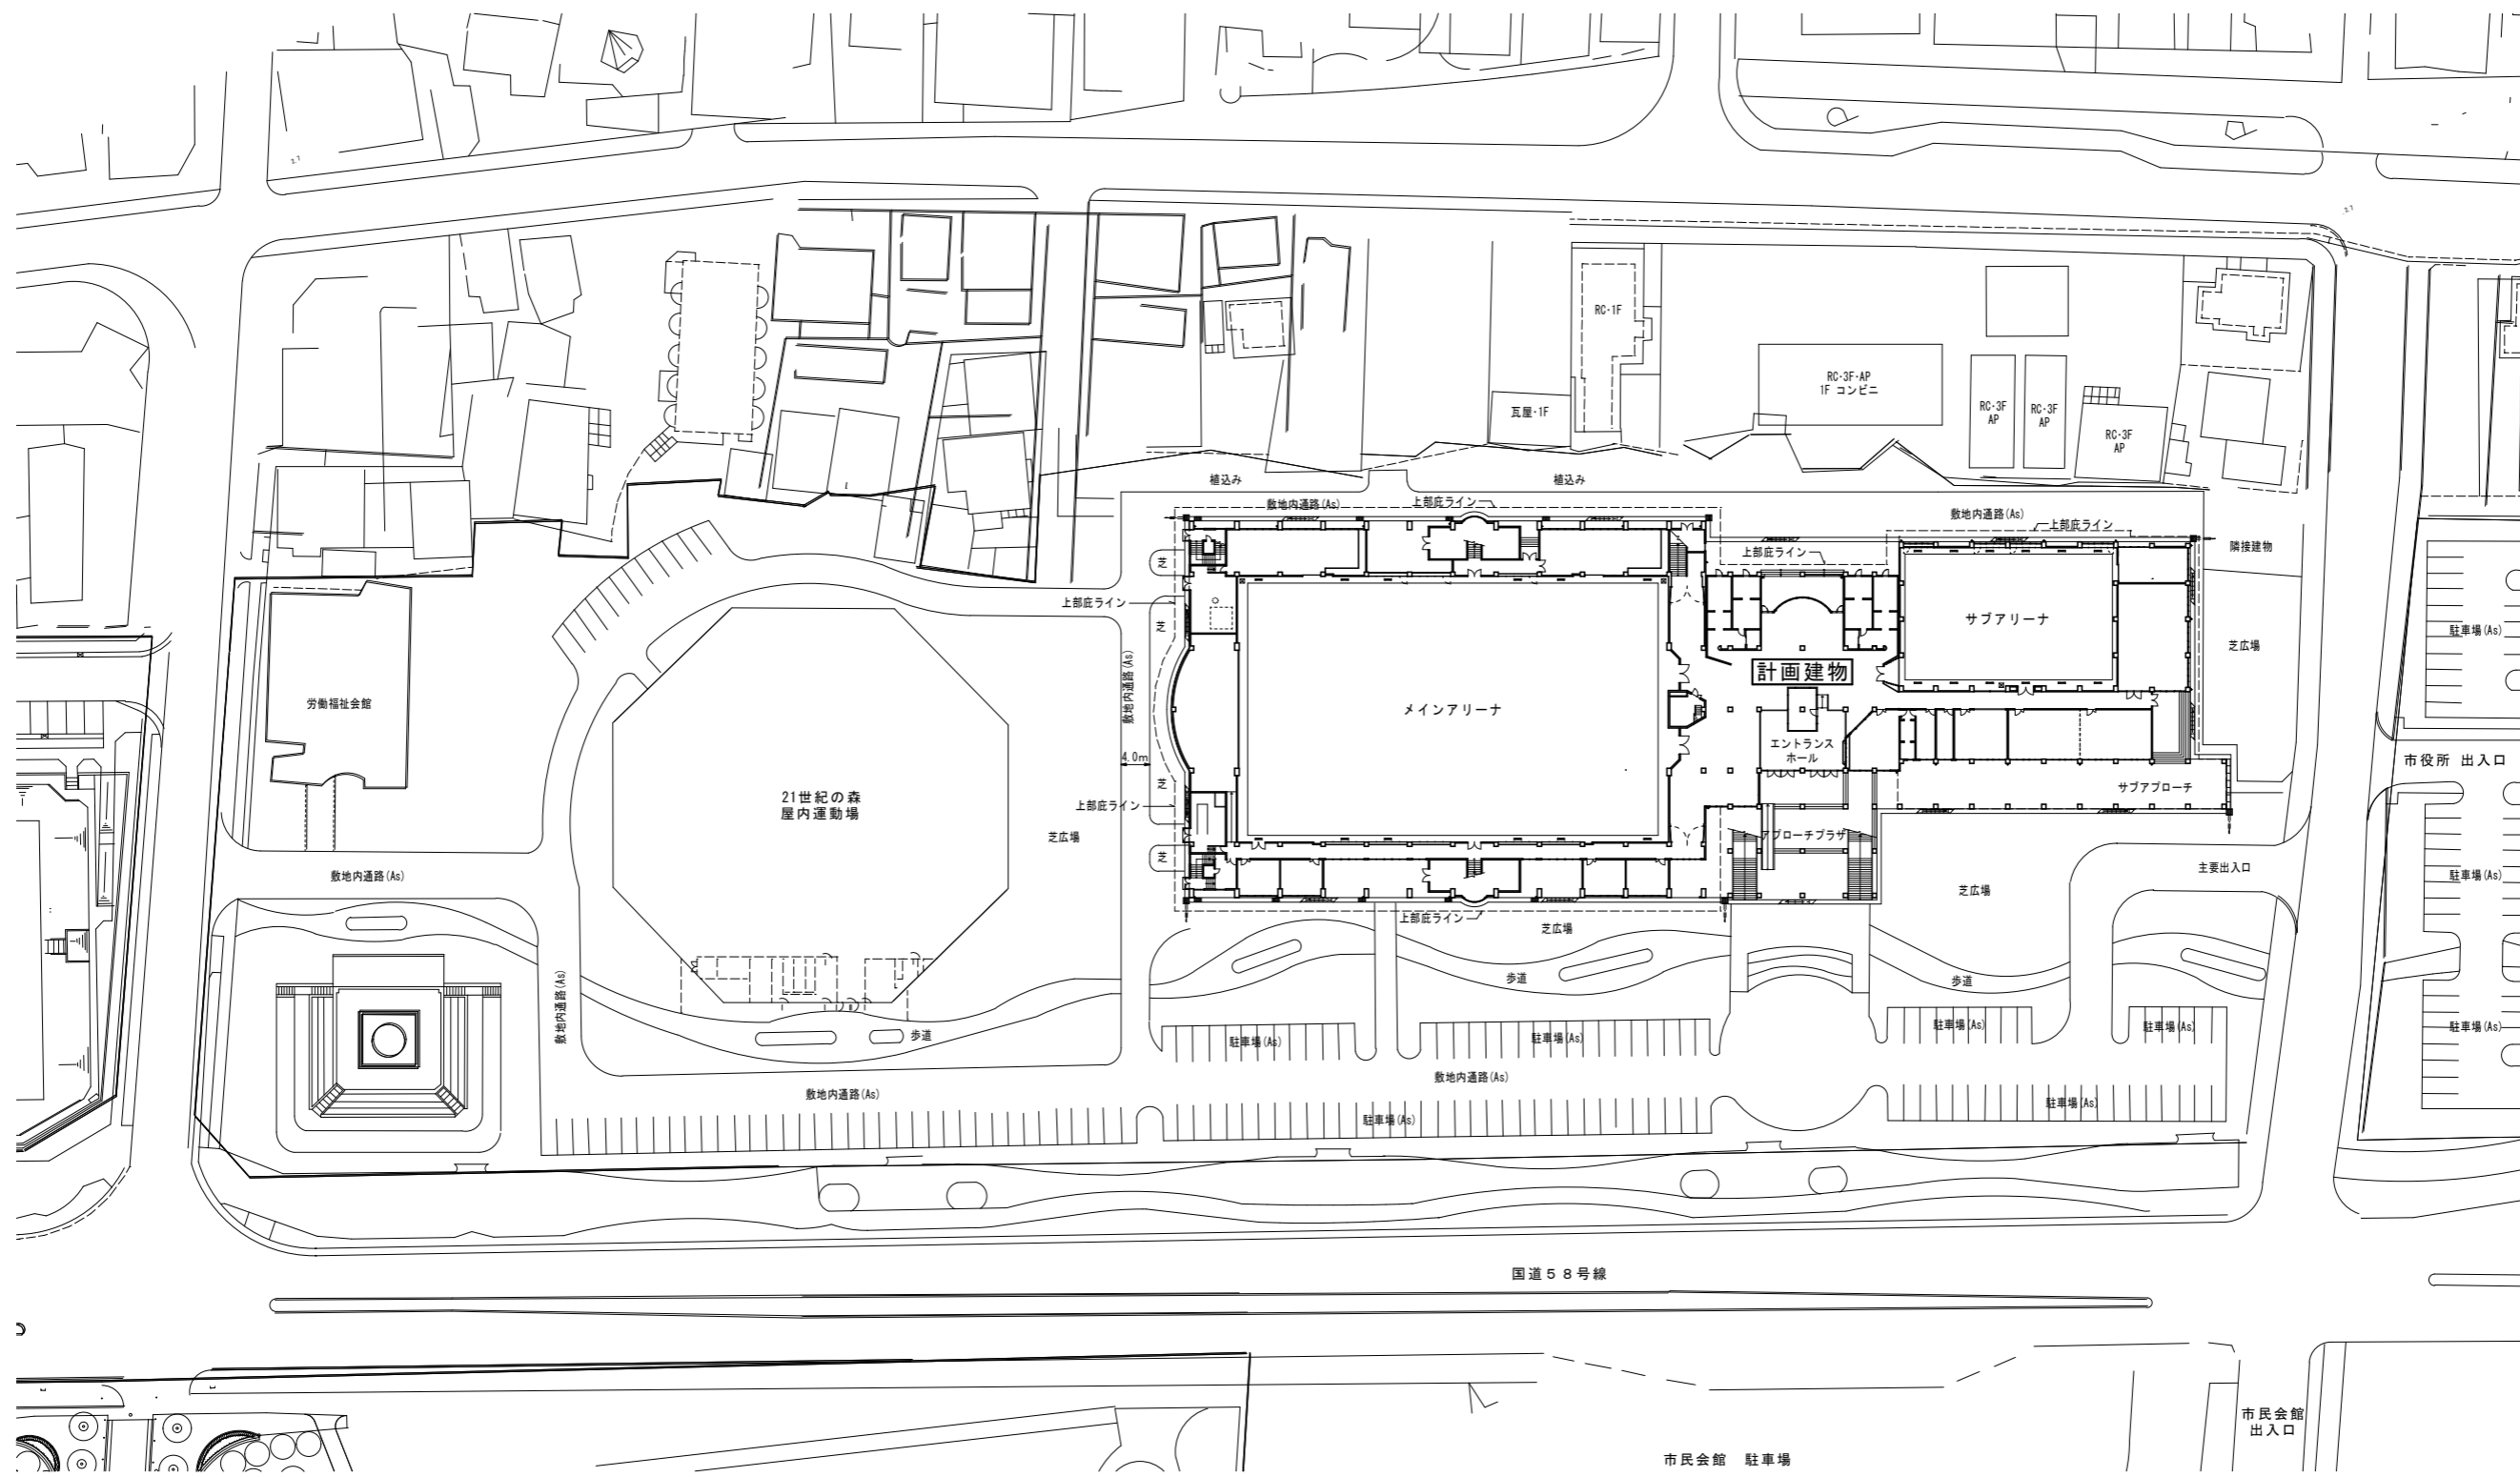 2.7
2.7
RC・1F
RC・3F・AP
1F コンビニ
瓦屋・1F
RC・3F
AP
RC・3F
AP
RC・3F
AP
植込み
植込み
敷地内通路(As)
上部庇ライン
敷地内通路(As)
上部庇ライン
上部庇ライン
隣接建物
芝
上部庇ライン
芝
サブアリーナ
駐車場(As)
芝広場
敷地内通路(As)
計画建物
労働福祉会館
メインアリーナ
エントランス
ホール
4.0m
市役所 出入口
芝
サブアプローチ
21世紀の森
屋内運動場
上部庇ライン
芝広場
アプローチプラザ
芝
主要出入口
敷地内通路(As)
駐車場(As)
芝広場
上部庇ライン
芝広場
歩道
歩道
敷地内通路(As)
歩道
駐車場(As)
駐車場(As)
駐車場(As)
駐車場(As)
駐車場(As)
敷地内通路(As)
敷地内通路(As)
駐車場(As)
駐車場(As)
国道58号線
市民会館
出入口
市民会館 駐車場